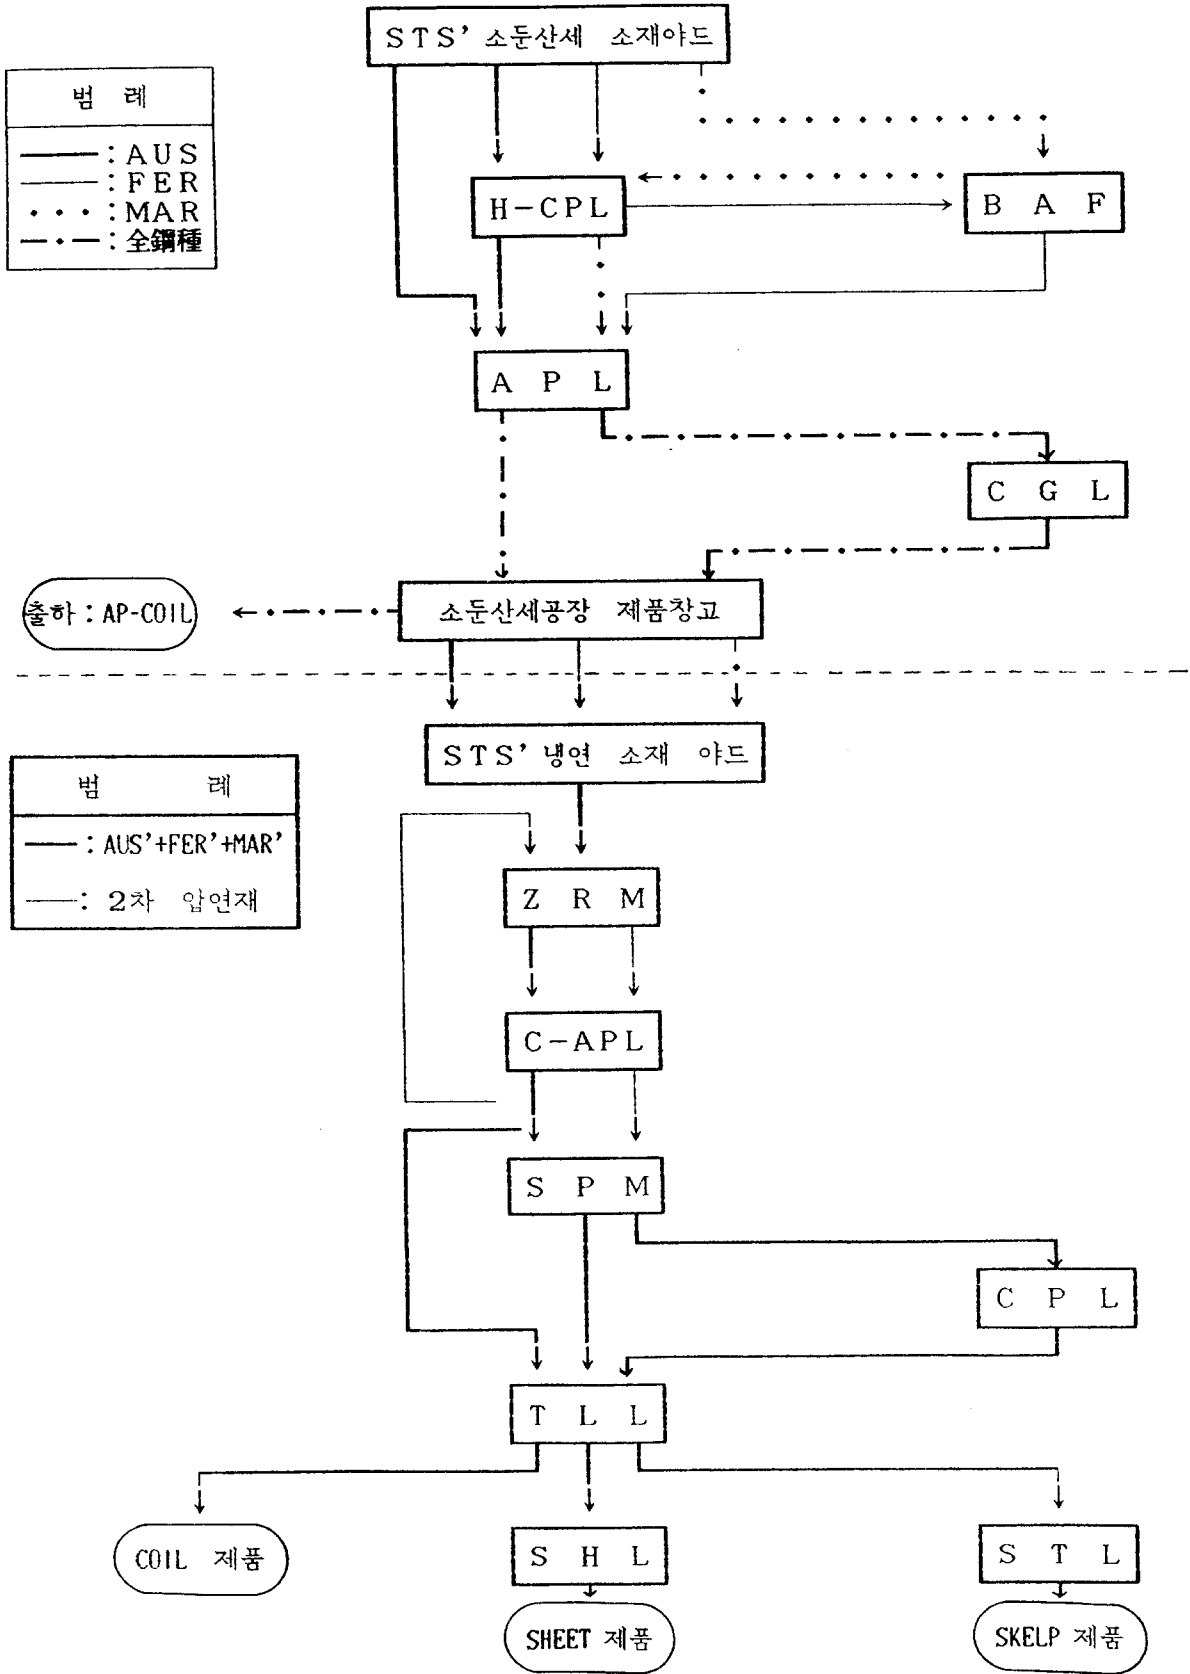 STS' 소둔산세 소재야드
범 례
: AUS
: FER
: MAR
: 全鋼種
H-CPL
B A F
A P L
C G L
출하 : AP-COIL
소둔산세공장 제품창고
STS' 냉연 소재 야드
범 례
: AUS'+FER'+MAR'
: 2차 압연재
Z R M
C-APL
S P M
C P L
T L L
COIL 제품
S H L
S T L
SHEET 제품
SKELP 제품